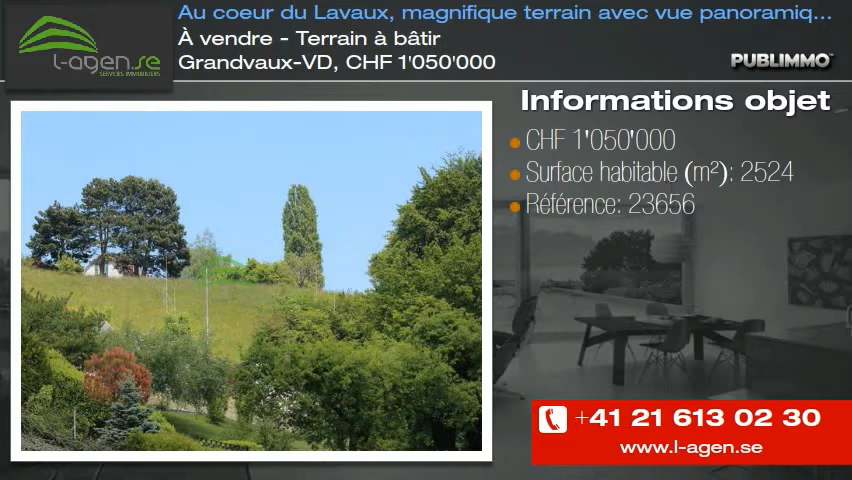 Au coeur du Lavaux, magnifique terrain avec vue panoramiq...
À vendre - Terrain à bâtir
Grandvaux-VD, CHF 1'050'000
l-agen.se
SERVICES IMMOBILIERS
PUBLIMMO
Informations objet
CHF 1'050'000
Surface habitable (m²): 2524
Référence: 23656
+41 21 613 02 30
www.l-agen.se